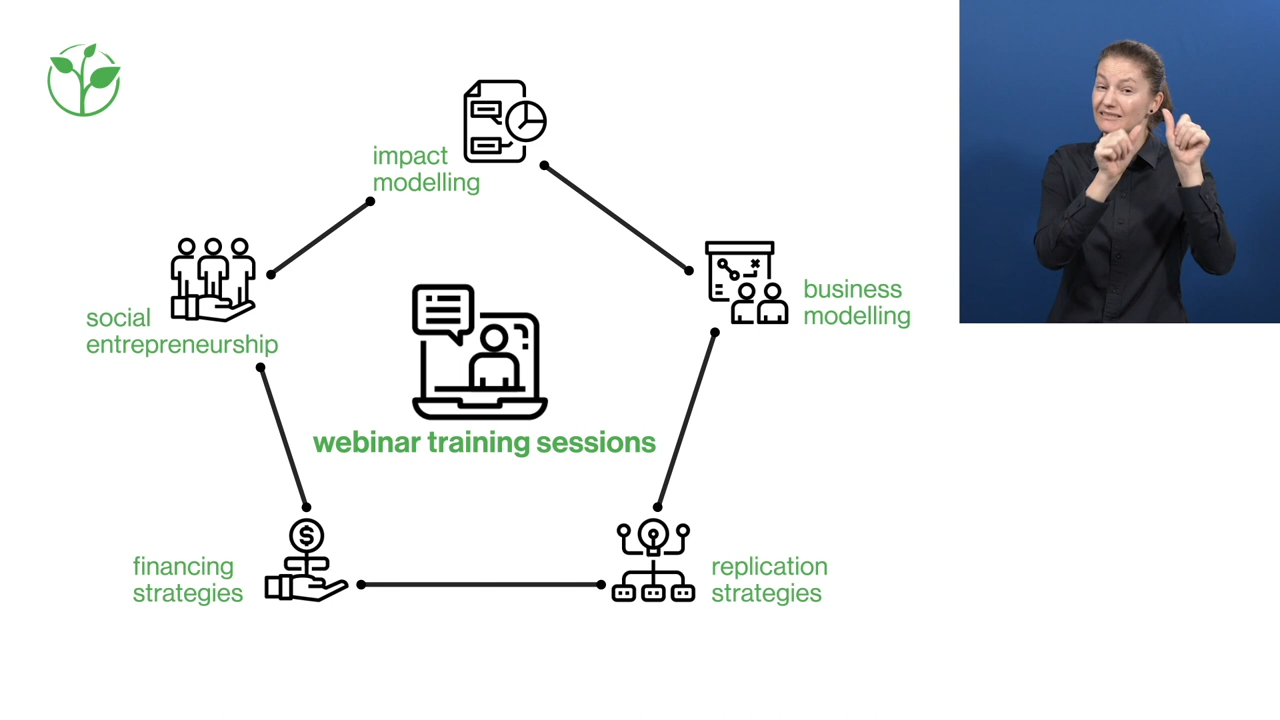 impact
modelling
social
entrepreneurship
business
modelling
webinar training sessions
financing
strategies
replication
strategies